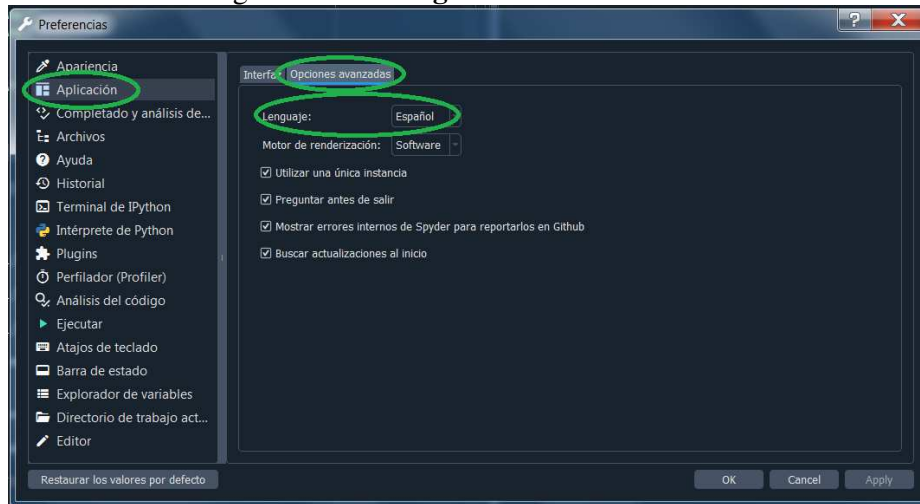 Preferencias
Apariencia
Aplicación
Completado y análisis de...
Archivos
Ayuda
Historial
Terminal de IPython
Intérprete de Python
Plugins
Perfilador (Profiler)
Análisis del código
Ejecutar
Atajos de teclado
Barra de estado
Explorador de variables
Directorio de trabajo act...
Editor
Interfaz Opciones avanzadas
Lenguaje: Español
Motor de renderización: Software
Utilizar una única instancia
Preguntar antes de salir
Mostrar errores internos de Spyder para reportarlos en Github
Buscar actualizaciones al inicio
Restaurar los valores por defecto
OK Cancel Apply